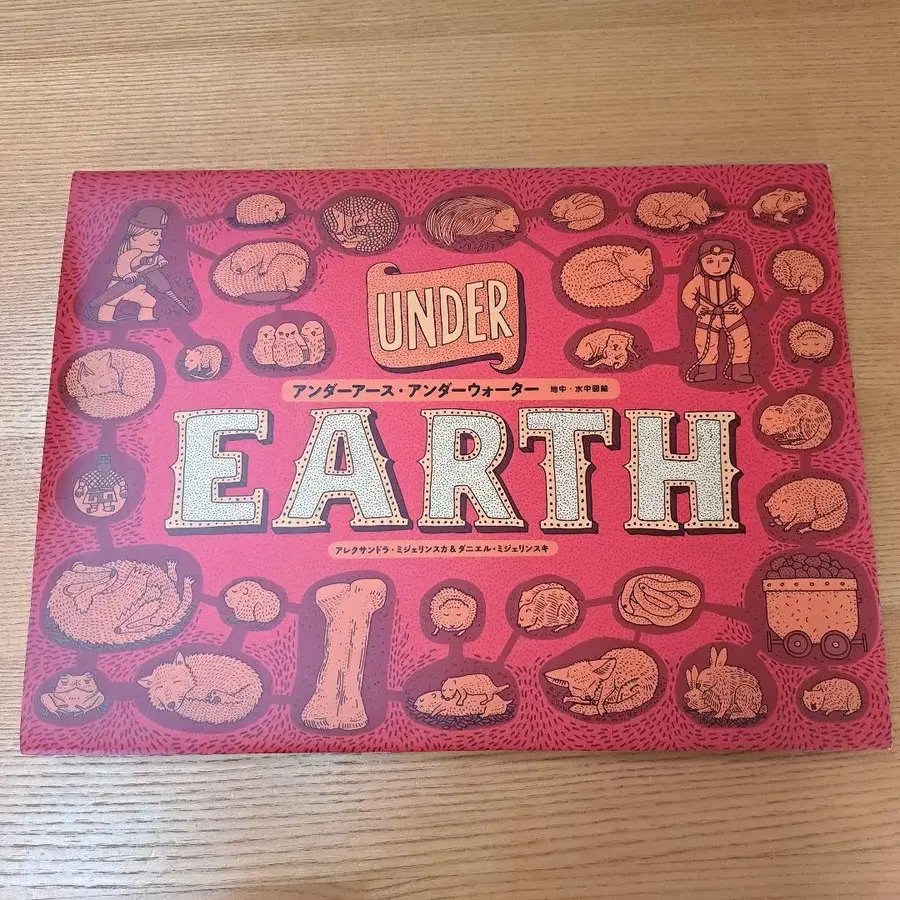 UNDER
アンダーアース・アンダーウォーター 地中・水中図絵
EARTH
アレクサンドラ・ミジェリンスカ & ダニエル・ミジェリンスキ